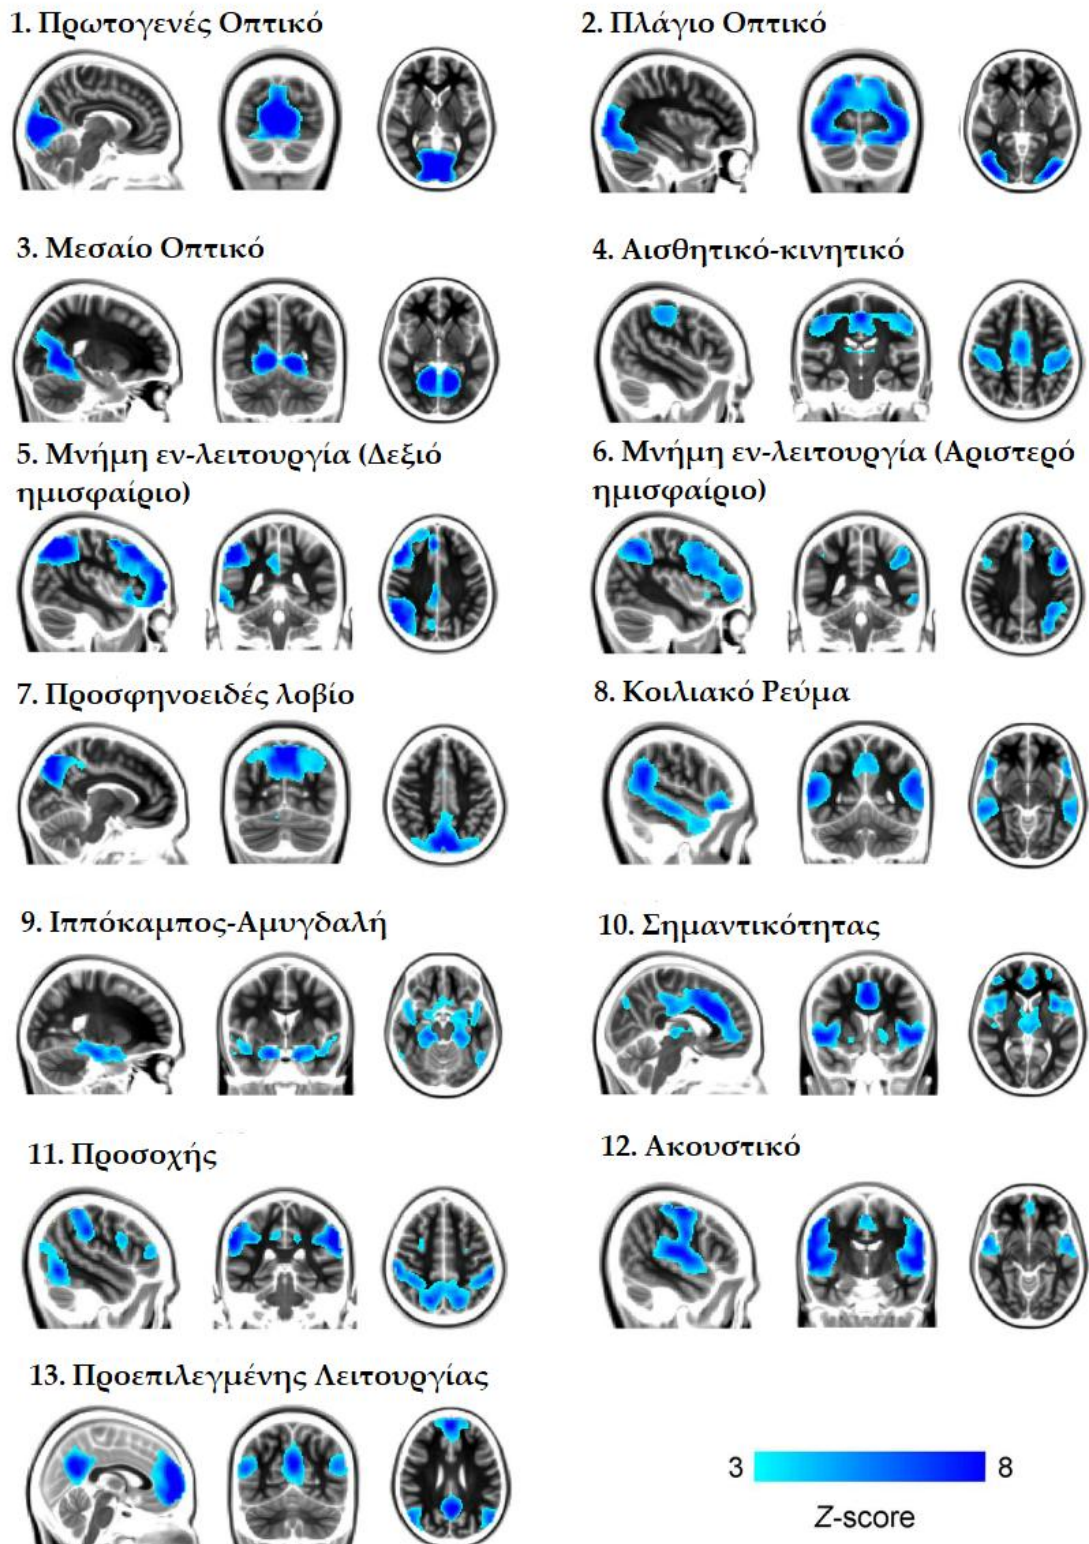 1. Πρωτογενές Οπτικό
2. Πλάγιο Οπτικό
3. Μεσαίο Οπτικό
4. Αισθητικό-κινητικό
5. Μνήμη εν-λειτουργία (Δεξιό
ημισφαίριο)
6. Μνήμη εν-λειτουργία (Αριστερό
ημισφαίριο)
7. Προσφηνοειδές λοβίο
8. Κοιλιακό Ρεύμα
9. Ιππόκαμπος-Αμυγδαλή
10. Σημαντικότητας
11. Προσοχής
12. Ακουστικό
13. Προεπιλεγμένης Λειτουργίας
3 8
Z-score